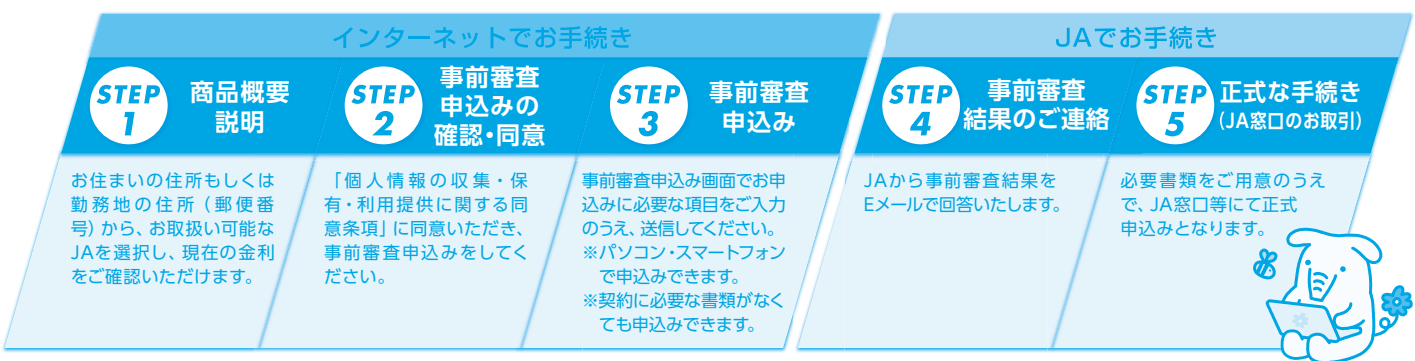 インターネットでお手続き
STEP
1
商品概要
説明
お住まいの住所もしくは
勤務地の住所（郵便番
号）から、お取扱い可能な
JAを選択し、現在の金利
をご確認いただけます。
STEP
2
事前審査
申込みの
確認・同意
「個人情報の収集・保
有・利用提供に関する同
意条項」に同意いただき、
事前審査申込みをしてく
ださい。
STEP
3
事前審査
申込み
事前審査申込み画面でお申
込みに必要な項目をご入力
のうえ、送信してください。
※パソコン・スマートフォン
で申込みできます。
※契約に必要な書類がなく
ても申込みできます。
JAでお手続き
STEP
4
事前審査
結果のご連絡
JAから事前審査結果を
Eメールで回答いたします。
STEP
5
正式な手続き
（JA窓口のお取引）
必要書類をご用意のうえ
で、JA窓口等にて正式
申込みとなります。